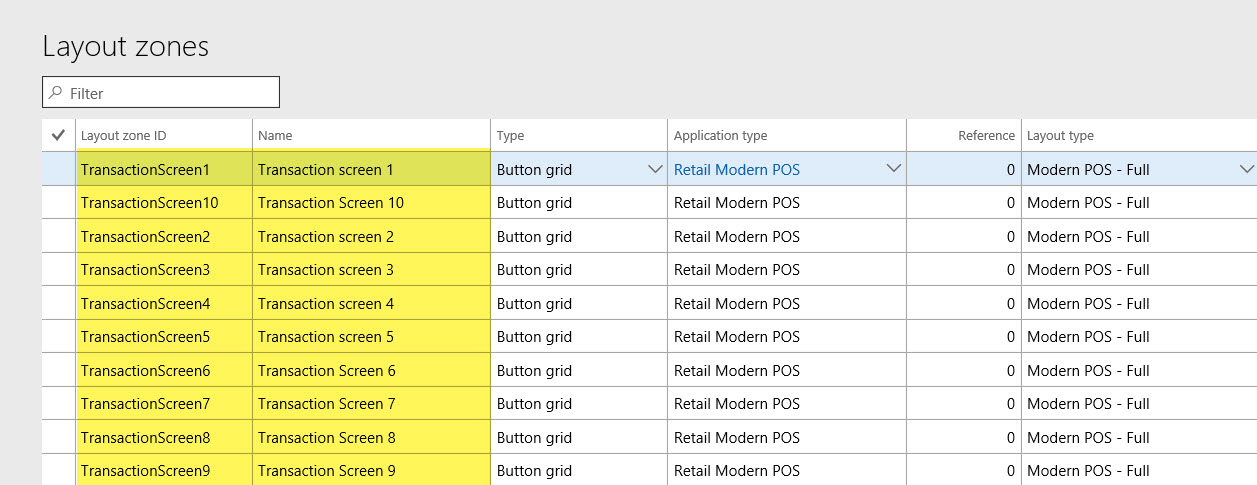 Layout zones
Filter
Layout zone ID Name Type Application type Reference Layout type
TransactionScreen1 Transaction screen 1 Button grid Retail Modern POS 0 Modern POS - Full
TransactionScreen10 Transaction Screen 10 Button grid Retail Modern POS 0 Modern POS - Full
TransactionScreen2 Transaction screen 2 Button grid Retail Modern POS 0 Modern POS - Full
TransactionScreen3 Transaction screen 3 Button grid Retail Modern POS 0 Modern POS - Full
TransactionScreen4 Transaction screen 4 Button grid Retail Modern POS 0 Modern POS - Full
TransactionScreen5 Transaction screen 5 Button grid Retail Modern POS 0 Modern POS - Full
TransactionScreen6 Transaction Screen 6 Button grid Retail Modern POS 0 Modern POS - Full
TransactionScreen7 Transaction Screen 7 Button grid Retail Modern POS 0 Modern POS - Full
TransactionScreen8 Transaction Screen 8 Button grid Retail Modern POS 0 Modern POS - Full
TransactionScreen9 Transaction Screen 9 Button grid Retail Modern POS 0 Modern POS - Full